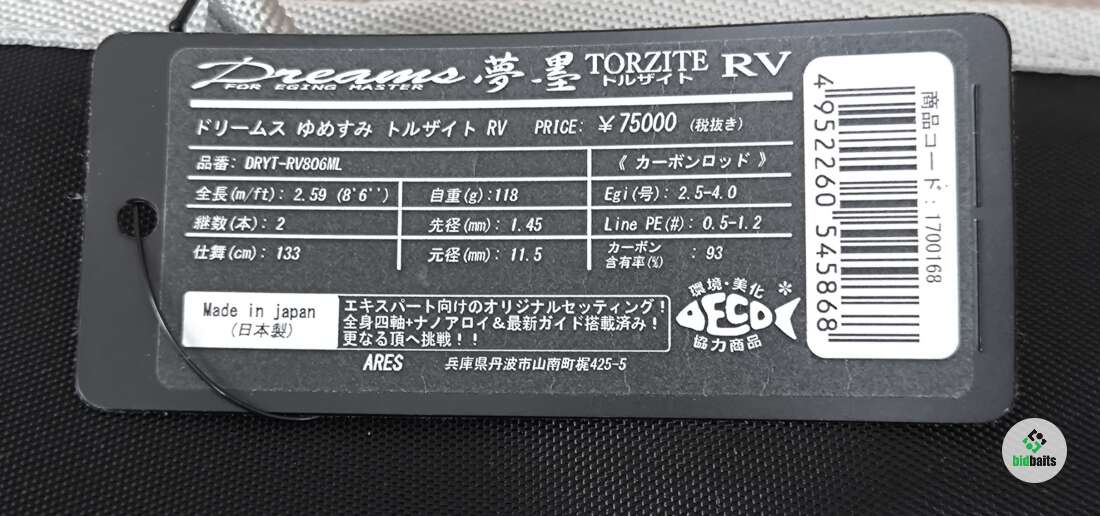 Dreams 夢墨 TORZITE RV
FOR EGING MASTER トルザイト
ドリームス ゆめすみ トルザイト RV PRICE: ¥75000 (税抜き)
品番: DRYT-RV806ML 《 カーボンロッド 》
全長(m/ft): 2.59 (8'6'') 自重(g):118 Egi(号): 2.5-4.0
継数(本): 2 先径(mm): 1.45 Line PE(#): 0.5-1.2
仕舞(cm): 133 元径(mm): 11.5 カーボン含有率(%) : 93
Made in japan
(日本製)
エキスパート向けのオリジナルセッティング!
全身四軸+ナノアロイ&最新ガイド搭載済み!
更なる頂へ挑戦!!
環境・美化
DECO
協力商品
ARES 兵庫県丹波市山南町梶425-5
4952260545868
商品コード:1700168
bidbaits